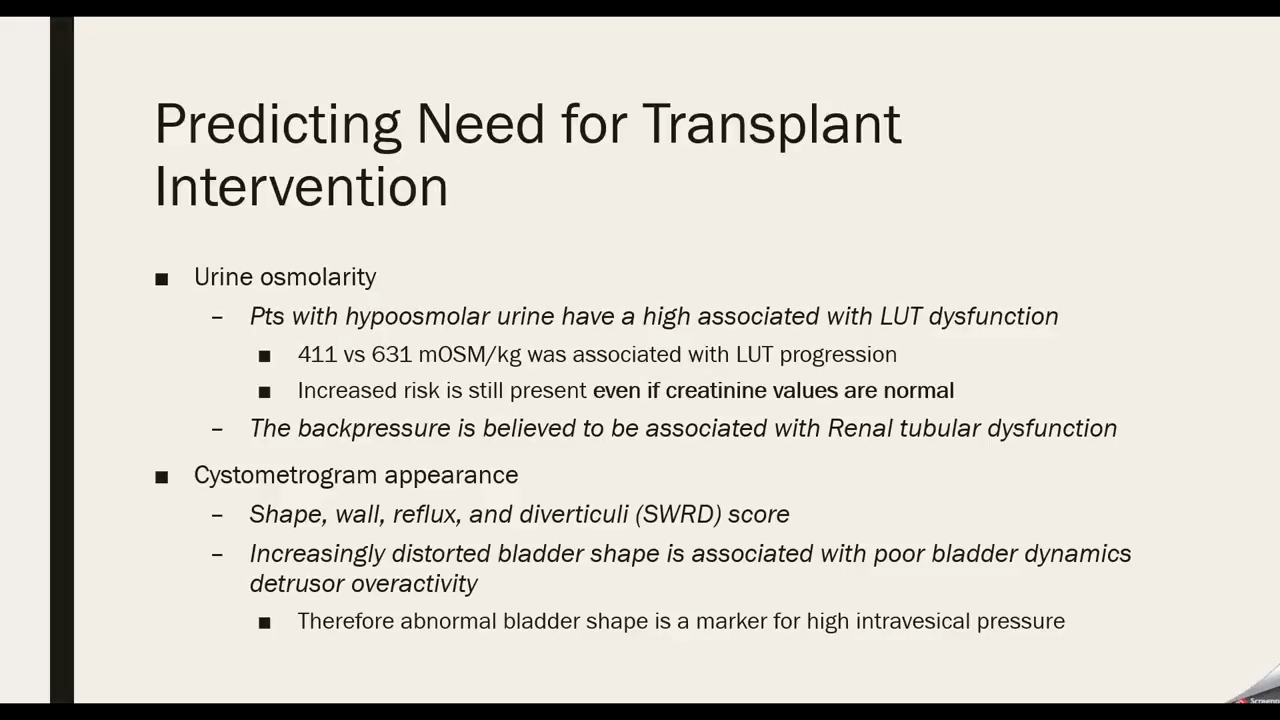 Predicting Need for Transplant
Intervention
■ Urine osmolarity
– Pts with hypoosmolar urine have a high associated with LUT dysfunction
■ 411 vs 631 mOSM/kg was associated with LUT progression
■ Increased risk is still present even if creatinine values are normal
– The backpressure is believed to be associated with Renal tubular dysfunction
■ Cystometrogram appearance
– Shape, wall, reflux, and diverticuli (SWRD) score
– Increasingly distorted bladder shape is associated with poor bladder dynamics
detrusor overactivity
■ Therefore abnormal bladder shape is a marker for high intravesical pressure